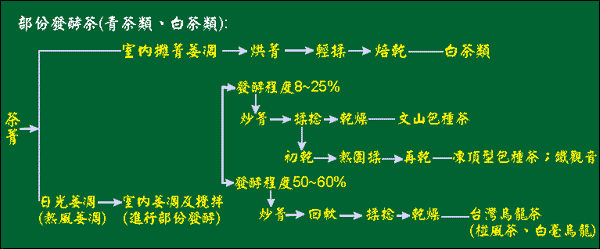 部份發酵茶(青茶類、白茶類):
室內攤菁萎凋 烘菁 輕揉 焙乾 白茶類
發酵程度8~25%
炒菁 揉捻 乾燥 文山包種茶
茶菁
初乾 熱團揉 再乾 凍頂型包種茶;鐵觀音
發酵程度50~60%
日光萎凋 室內萎凋及攪拌
(熱風萎凋) (進行部份發酵)
炒菁 回軟 揉捻 乾燥 台灣烏龍茶
(椪風茶、白毫烏龍)